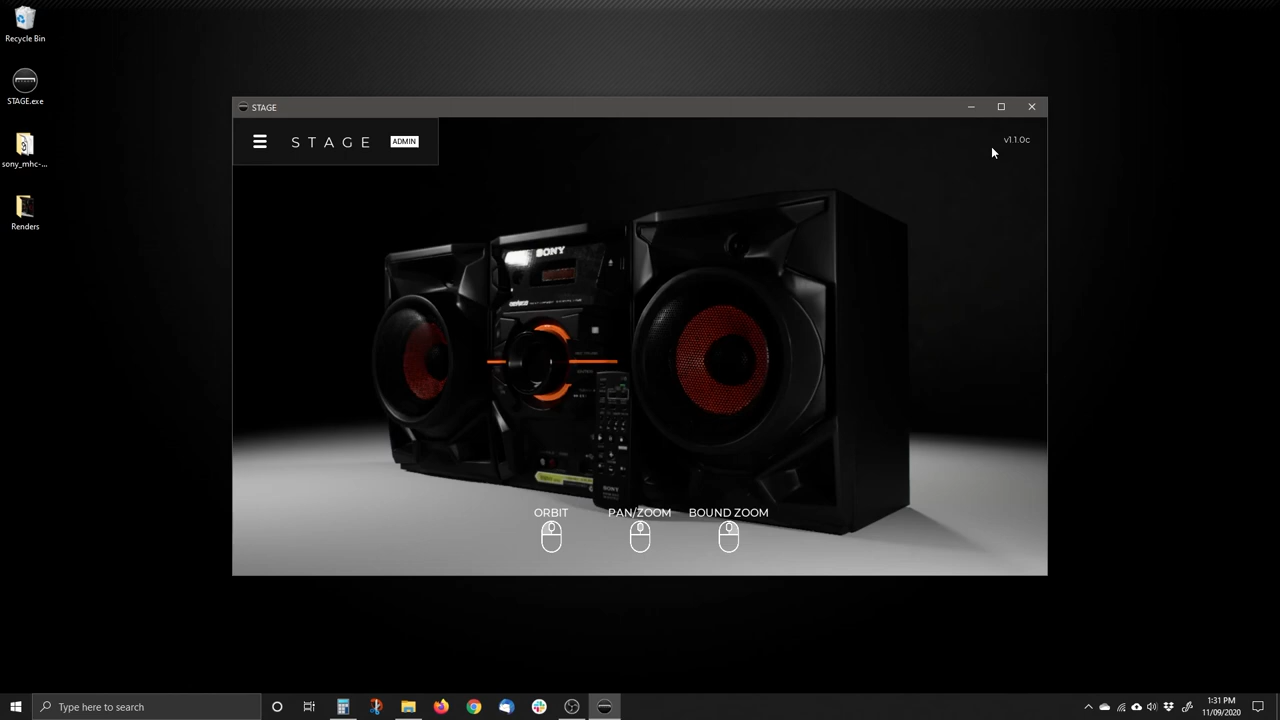 Recycle Bin
STAGE.exe
sony_mhc-...
Renders
STAGE
STAGE
ADMIN
v1.1.0c
SONY
SONY
ORBIT
PAN/ZOOM
BOUND ZOOM
Type here to search
1:31 PM
11/09/2020